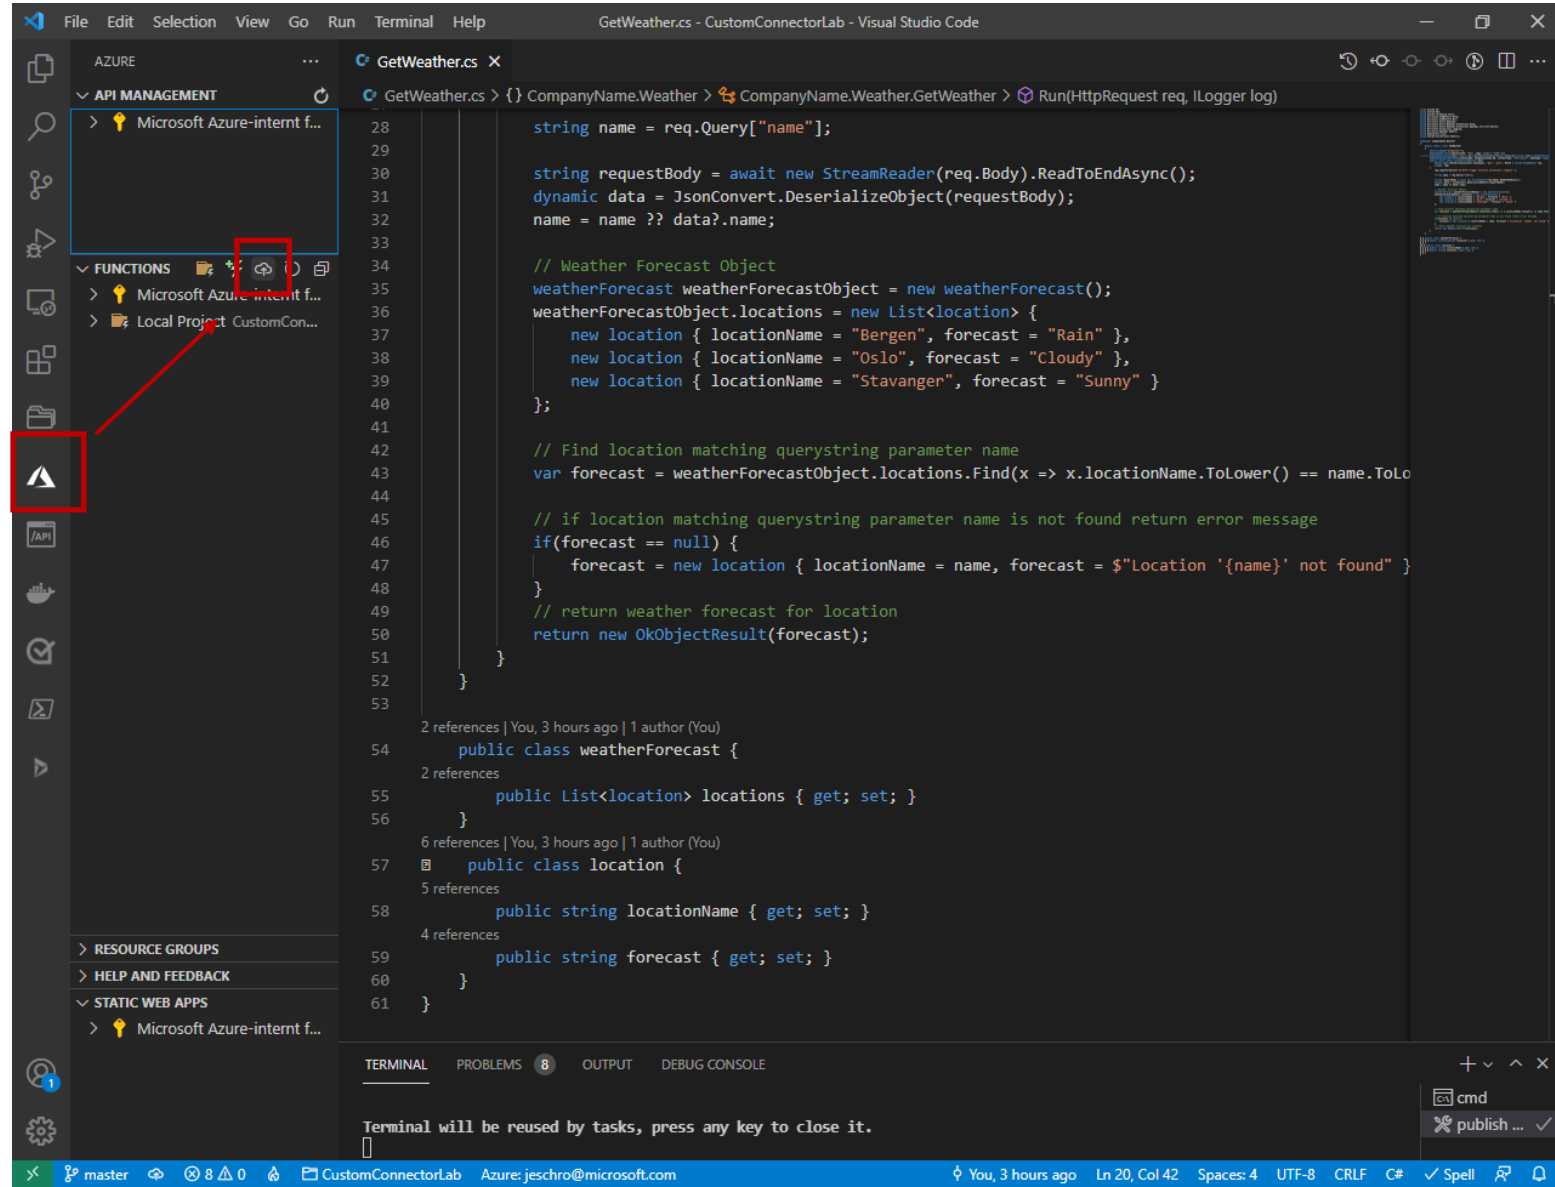 File Edit Selection View Go Run Terminal Help GetWeather.cs - CustomConnectorLab - Visual Studio Code
AZURE
GetWeather.cs
API MANAGEMENT
GetWeather.cs > {} CompanyName.Weather > CompanyName.Weather.GetWeather > Run(HttpRequest req, ILogger log)
Microsoft Azure-internt f...
FUNCTIONS
Microsoft Azure-internt f...
Local Project CustomCon...
/API
RESOURCE GROUPS
HELP AND FEEDBACK
STATIC WEB APPS
Microsoft Azure-internt f...
1
28 string name = req.Query["name"];
29
30 string requestBody = await new StreamReader(req.Body).ReadToEndAsync();
31 dynamic data = JsonConvert.DeserializeObject(requestBody);
32 name = name ?? data?.name;
33
34 // Weather Forecast Object
35 weatherForecast weatherForecastObject = new weatherForecast();
36 weatherForecastObject.locations = new List<location> {
37 new location { locationName = "Bergen", forecast = "Rain" },
38 new location { locationName = "Oslo", forecast = "Cloudy" },
39 new location { locationName = "Stavanger", forecast = "Sunny" }
40 };
41
42 // Find location matching querystring parameter name
43 var forecast = weatherForecastObject.locations.Find(x => x.locationName.ToLower() == name.ToLo
44
45 // if location matching querystring parameter name is not found return error message
46 if(forecast == null) {
47 forecast = new location { locationName = name, forecast = $"Location '{name}' not found" }
48 }
49 // return weather forecast for location
50 return new OkObjectResult(forecast);
51 }
52 }
53
2 references | You, 3 hours ago | 1 author (You)
54 public class weatherForecast {
2 references
55 public List<location> locations { get; set; }
56 }
6 references | You, 3 hours ago | 1 author (You)
57 public class location {
5 references
58 public string locationName { get; set; }
4 references
59 public string forecast { get; set; }
60 }
61 }
TERMINAL PROBLEMS 8 OUTPUT DEBUG CONSOLE
Terminal will be reused by tasks, press any key to close it.
cmd
publish ...
master 8 0 CustomConnectorLab Azure: jeschro@microsoft.com You, 3 hours ago Ln 20, Col 42 Spaces: 4 UTF-8 CRLF C# Spell